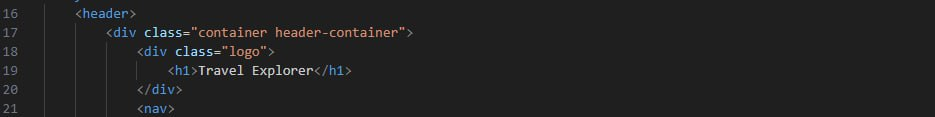 16 <header>
17 <div class="container header-container">
18 <div class="logo">
19 <h1>Travel Explorer</h1>
20 </div>
21 <nav>